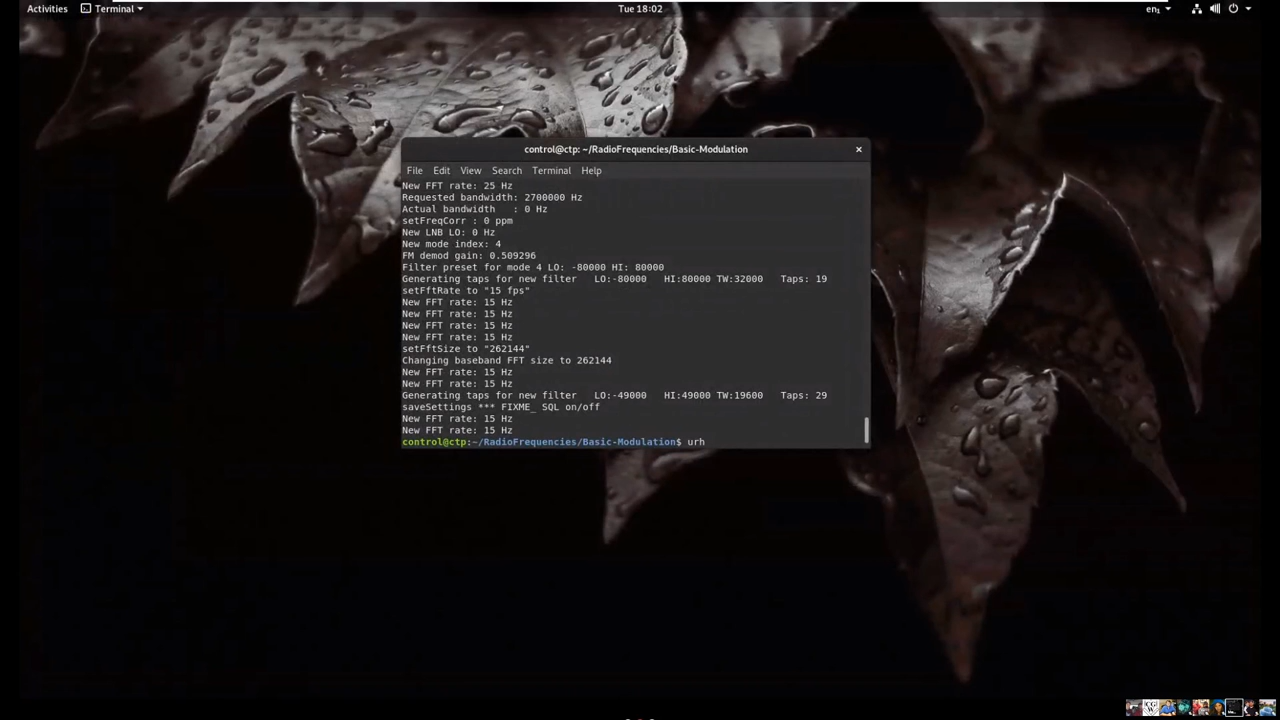 Activities Terminal Tue 18:02 en₁
control@ctp: ~/RadioFrequencies/Basic-Modulation ×
File Edit View Search Terminal Help
New FFT rate: 25 Hz
Requested bandwidth: 2700000 Hz
Actual bandwidth   : 0 Hz
setFreqCorr : 0 ppm
New LNB LO: 0 Hz
New mode index: 4
FM demod gain: 0.509296
Filter preset for mode 4 LO: -80000 HI: 80000
Generating taps for new filter   LO:-80000   HI:80000 TW:32000   Taps: 19
setFftRate to "15 fps"
New FFT rate: 15 Hz
New FFT rate: 15 Hz
New FFT rate: 15 Hz
New FFT rate: 15 Hz
setFftSize to "262144"
Changing baseband FFT size to 262144
New FFT rate: 15 Hz
New FFT rate: 15 Hz
Generating taps for new filter   LO:-49000   HI:49000 TW:19600   Taps: 29
saveSettings *** FIXME_ SQL on/off
New FFT rate: 15 Hz
New FFT rate: 15 Hz
control@ctp:~/RadioFrequencies/Basic-Modulation$ urh